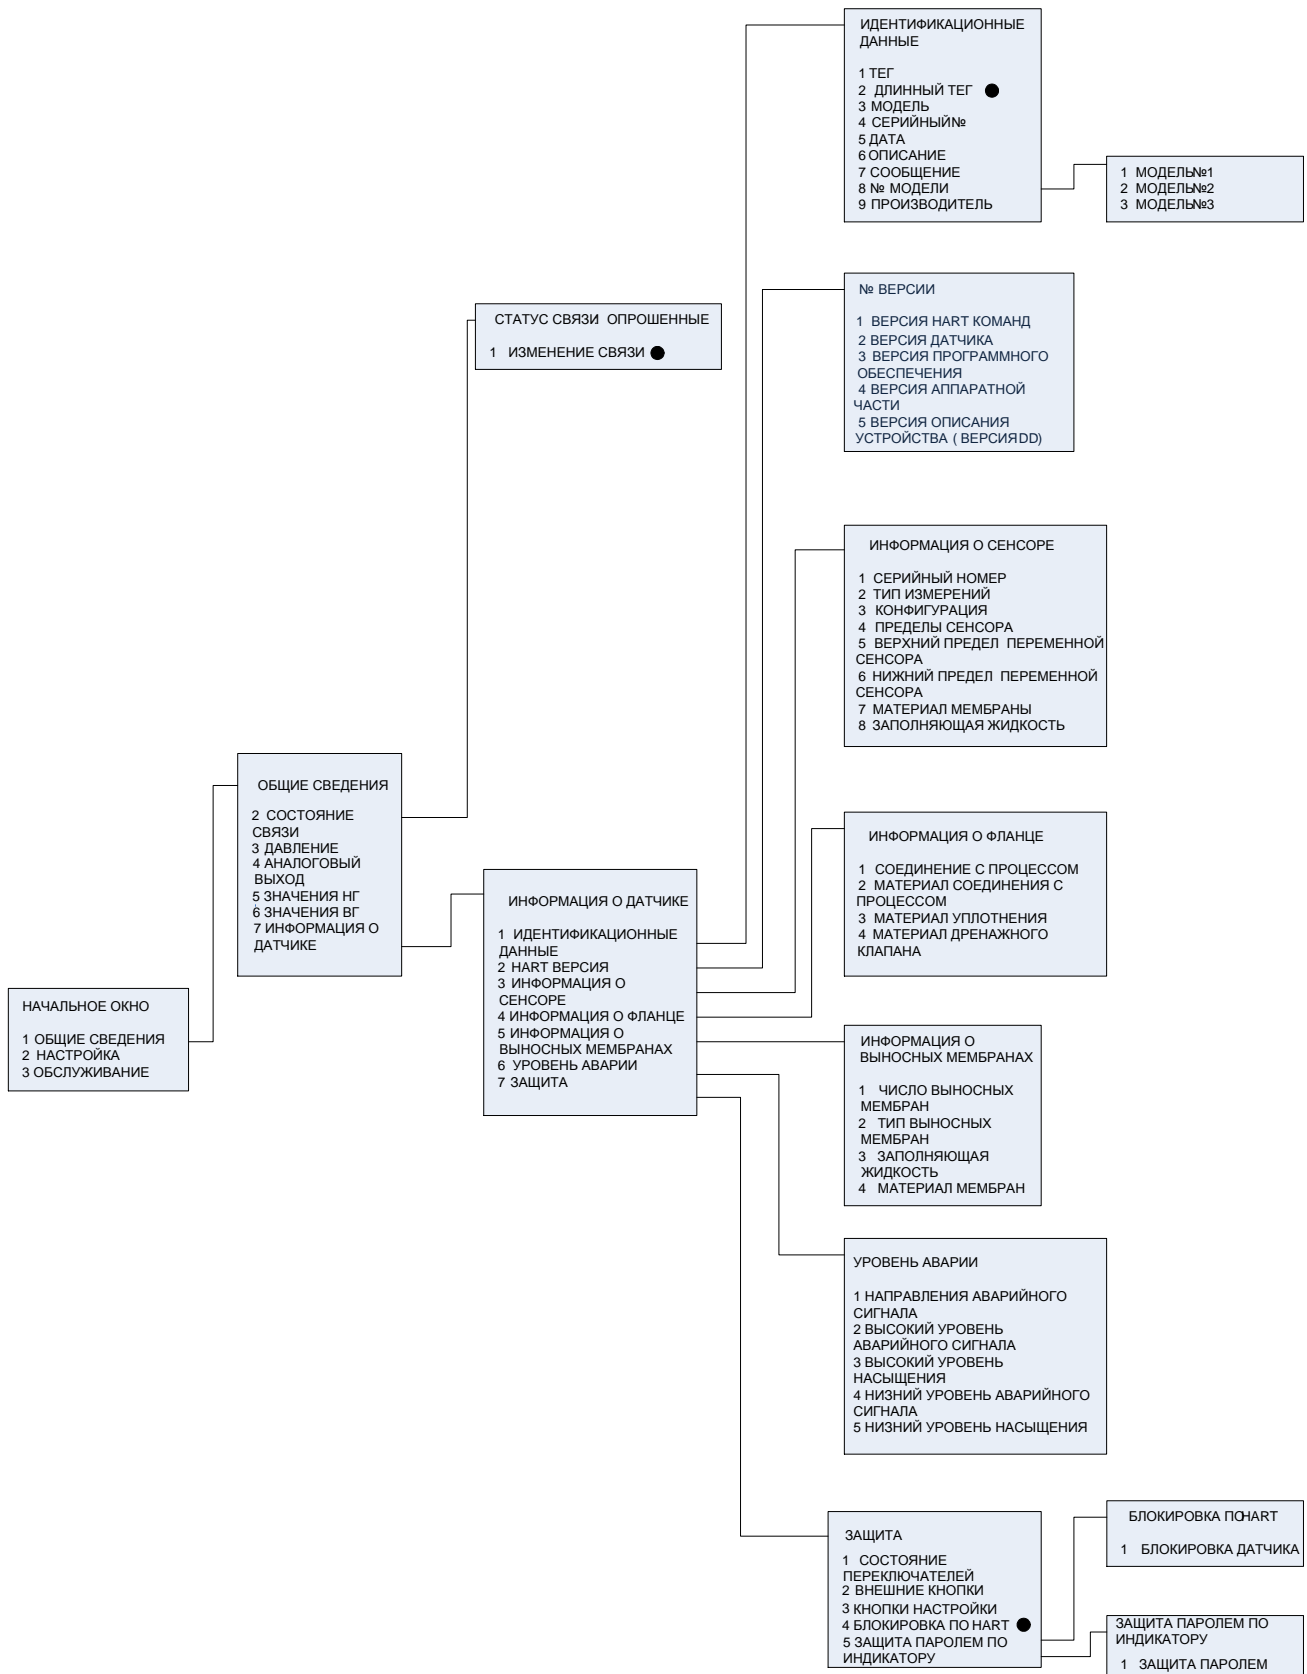 НАЧАЛЬНОЕ ОКНО
1 ОБЩИЕ СВЕДЕНИЯ
2 НАСТРОЙКА
3 ОБСЛУЖИВАНИЕ
ОБЩИЕ СВЕДЕНИЯ
2 СОСТОЯНИЕ
СВЯЗИ
3 ДАВЛЕНИЕ
4 АНАЛОГОВЫЙ
ВЫХОД
5 ЗНАЧЕНИЯ НГ
6 ЗНАЧЕНИЯ ВГ
7 ИНФОРМАЦИЯ О
ДАТЧИКЕ
СТАТУС СВЯЗИ ОПРОШЕННЫЕ
1 ИЗМЕНЕНИЕ СВЯЗИ
ИНФОРМАЦИЯ О ДАТЧИКЕ
1 ИДЕНТИФИКАЦИОННЫЕ
ДАННЫЕ
2 HART ВЕРСИЯ
3 ИНФОРМАЦИЯ О
СЕНСОРЕ
4 ИНФОРМАЦИЯ О ФЛАНЦЕ
5 ИНФОРМАЦИЯ О
ВЫНОСНЫХ МЕМБРАНАХ
6 УРОВЕНЬ АВАРИИ
7 ЗАЩИТА
ИДЕНТИФИКАЦИОННЫЕ
ДАННЫЕ
1 ТЕГ
2 ДЛИННЫЙ ТЕГ
3 МОДЕЛЬ
4 СЕРИЙНЫЙ№
5 ДАТА
6 ОПИСАНИЕ
7 СООБЩЕНИЕ
8 № МОДЕЛИ
9 ПРОИЗВОДИТЕЛЬ
1 МОДЕЛЬ№1
2 МОДЕЛЬ№2
3 МОДЕЛЬ№3
№ ВЕРСИИ
1 ВЕРСИЯ HART КОМАНД
2 ВЕРСИЯ ДАТЧИКА
3 ВЕРСИЯ ПРОГРАММНОГО
ОБЕСПЕЧЕНИЯ
4 ВЕРСИЯ АППАРАТНОЙ
ЧАСТИ
5 ВЕРСИЯ ОПИСАНИЯ
УСТРОЙСТВА ( ВЕРСИЯ DD)
ИНФОРМАЦИЯ О СЕНСОРЕ
1 СЕРИЙНЫЙ НОМЕР
2 ТИП ИЗМЕРЕНИЙ
3 КОНФИГУРАЦИЯ
4 ПРЕДЕЛЫ СЕНСОРА
5 ВЕРХНИЙ ПРЕДЕЛ ПЕРЕМЕННОЙ
СЕНСОРА
6 НИЖНИЙ ПРЕДЕЛ ПЕРЕМЕННОЙ
СЕНСОРА
7 МАТЕРИАЛ МЕМБРАНЫ
8 ЗАПОЛНЯЮЩАЯ ЖИДКОСТЬ
ИНФОРМАЦИЯ О ФЛАНЦЕ
1 СОЕДИНЕНИЕ С ПРОЦЕССОМ
2 МАТЕРИАЛ СОЕДИНЕНИЯ С
ПРОЦЕССОМ
3 МАТЕРИАЛ УПЛОТНЕНИЯ
4 МАТЕРИАЛ ДРЕНАЖНОГО
КЛАПАНА
ИНФОРМАЦИЯ О
ВЫНОСНЫХ МЕМБРАНАХ
1 ЧИСЛО ВЫНОСНЫХ
МЕМБРАН
2 ТИП ВЫНОСНЫХ
МЕМБРАН
3 ЗАПОЛНЯЮЩАЯ
ЖИДКОСТЬ
4 МАТЕРИАЛ МЕМБРАН
УРОВЕНЬ АВАРИИ
1 НАПРАВЛЕНИЯ АВАРИЙНОГО
СИГНАЛА
2 ВЫСОКИЙ УРОВЕНЬ
АВАРИЙНОГО СИГНАЛА
3 ВЫСОКИЙ УРОВЕНЬ
НАСЫЩЕНИЯ
4 НИЗНИЙ УРОВЕНЬ АВАРИЙНОГО
СИГНАЛА
5 НИЗНИЙ УРОВЕНЬ НАСЫЩЕНИЯ
ЗАЩИТА
1 СОСТОЯНИЕ
ПЕРЕКЛЮЧАТЕЛЕЙ
2 ВНЕШНИЕ КНОПКИ
3 КНОПКИ НАСТРОЙКИ
4 БЛОКИРОВКА ПО HART
5 ЗАЩИТА ПАРОЛЕМ ПО
ИНДИКАТОРУ
БЛОКИРОВКА ПО HART
1 БЛОКИРОВКА ДАТЧИКА
ЗАЩИТА ПАРОЛЕМ ПО
ИНДИКАТОРУ
1 ЗАЩИТА ПАРОЛЕМ